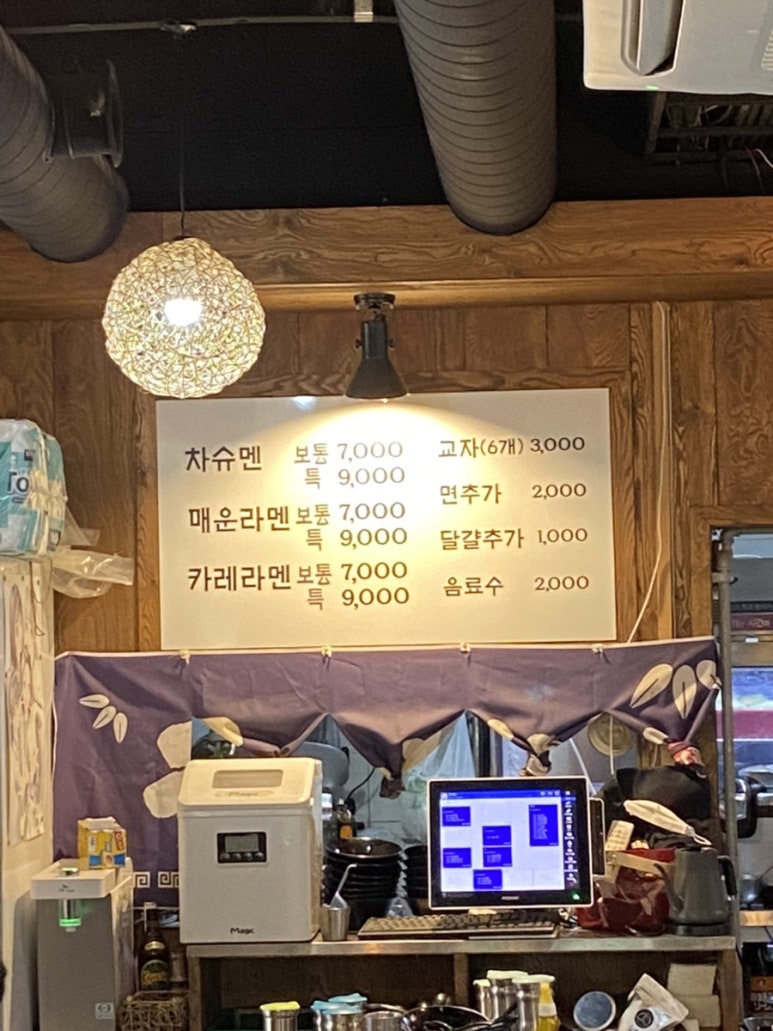 차슈멘 보통 7,000
특 9,000
매운라멘 보통 7,000
특 9,000
카레라멘 보통 7,000
특 9,000
교자(6개) 3,000
면추가 2,000
달걀추가 1,000
음료수 2,000
Magic
Magic